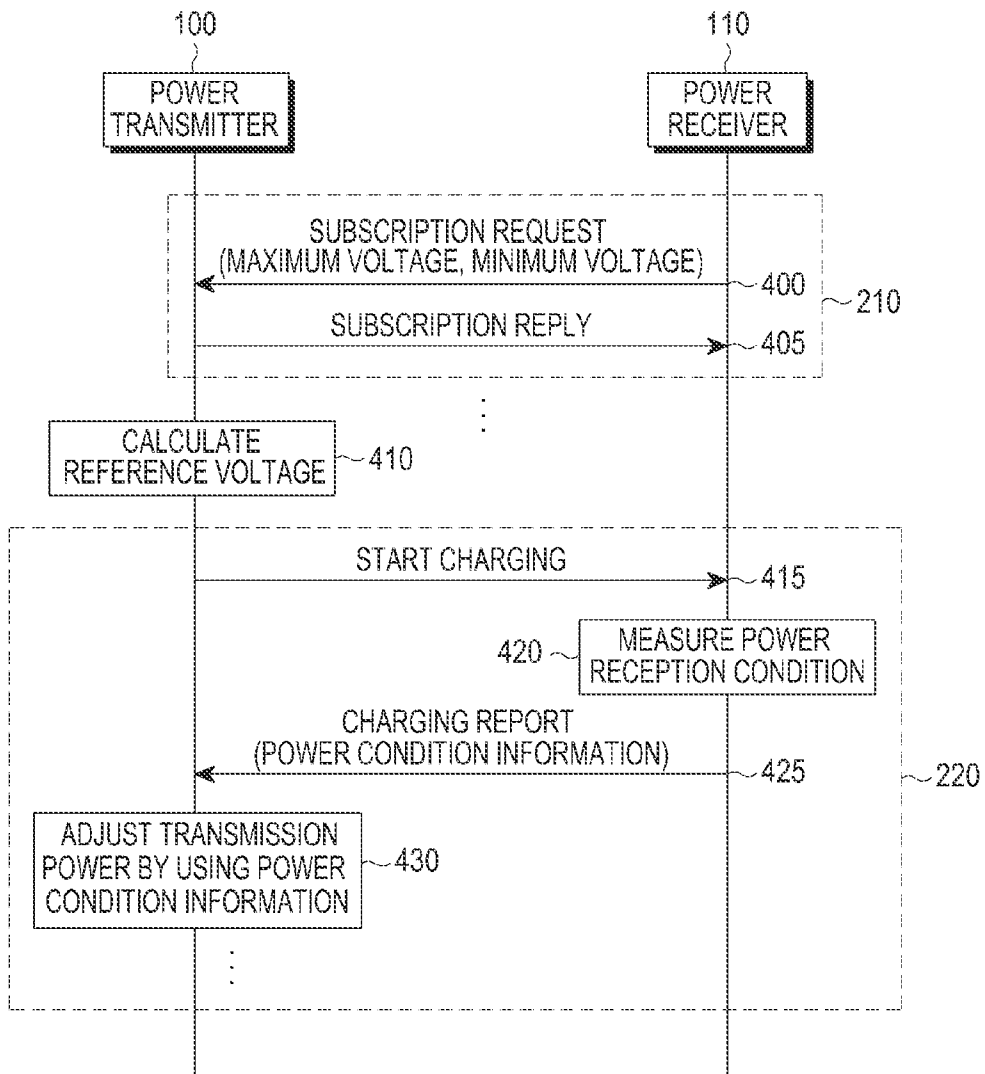 100
110
POWER
TRANSMITTER
POWER
RECEIVER
SUBSCRIPTION REQUEST
(MAXIMUM VOLTAGE, MINIMUM VOLTAGE)
400
210
SUBSCRIPTION REPLY
405
CALCULATE
REFERENCE VOLTAGE
410
START CHARGING
415
420
MEASURE POWER
RECEPTION CONDITION
CHARGING REPORT
(POWER CONDITION INFORMATION)
425
220
ADJUST TRANSMISSION
POWER BY USING POWER
CONDITION INFORMATION
430